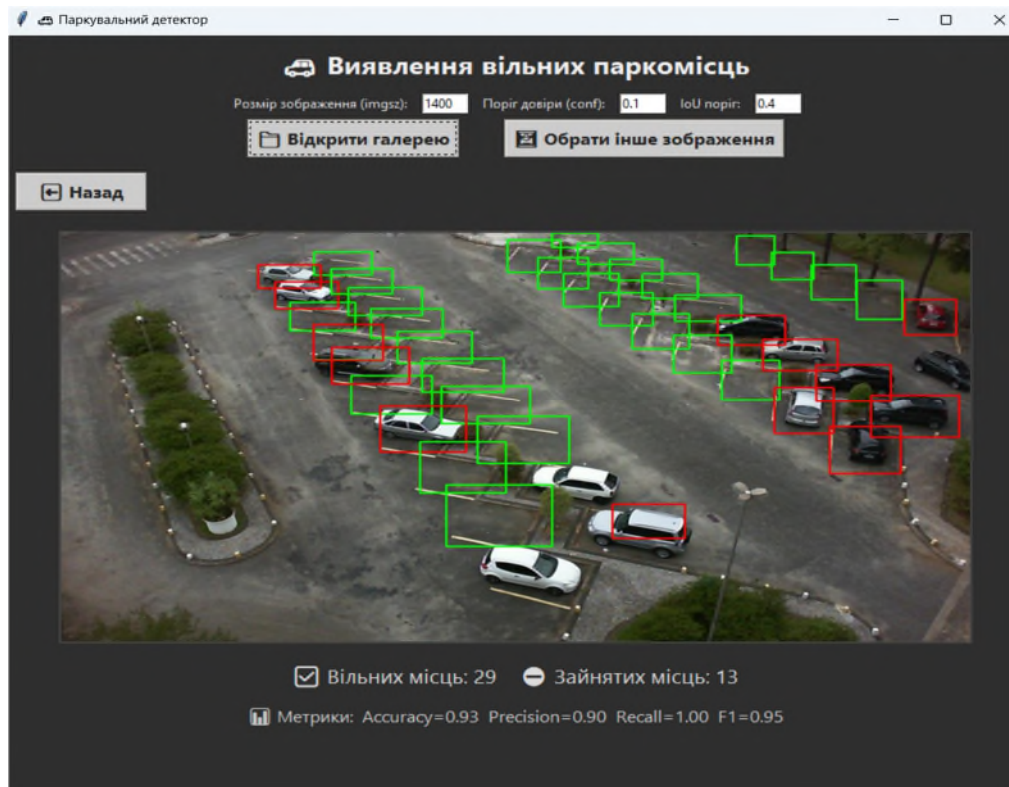 Паркувальний детектор
Виявлення вільних паркомісць
Розмір зображення (imgsz): 1400 Поріг довіри (conf): 0.1 IoU поріг: 0.4
Відкрити галерею Обрати інше зображення
Назад
Вільних місць: 29 Зайнятих місць: 13
Метрики: Accuracy=0.93 Precision=0.90 Recall=1.00 F1=0.95